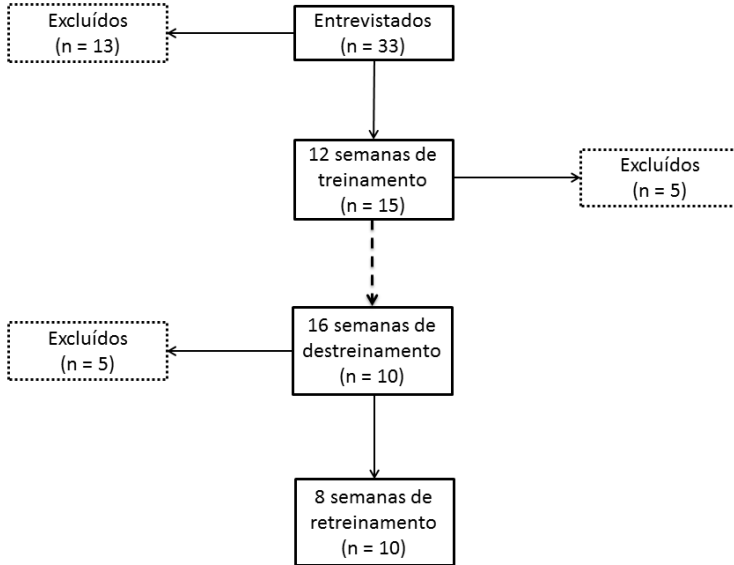 Excluídos
(n = 13)
Entrevistados
(n = 33)
12 semanas de
treinamento
(n = 15)
Excluídos
(n = 5)
16 semanas de
destreinamento
(n = 10)
Excluídos
(n = 5)
8 semanas de
retreinamento
(n = 10)